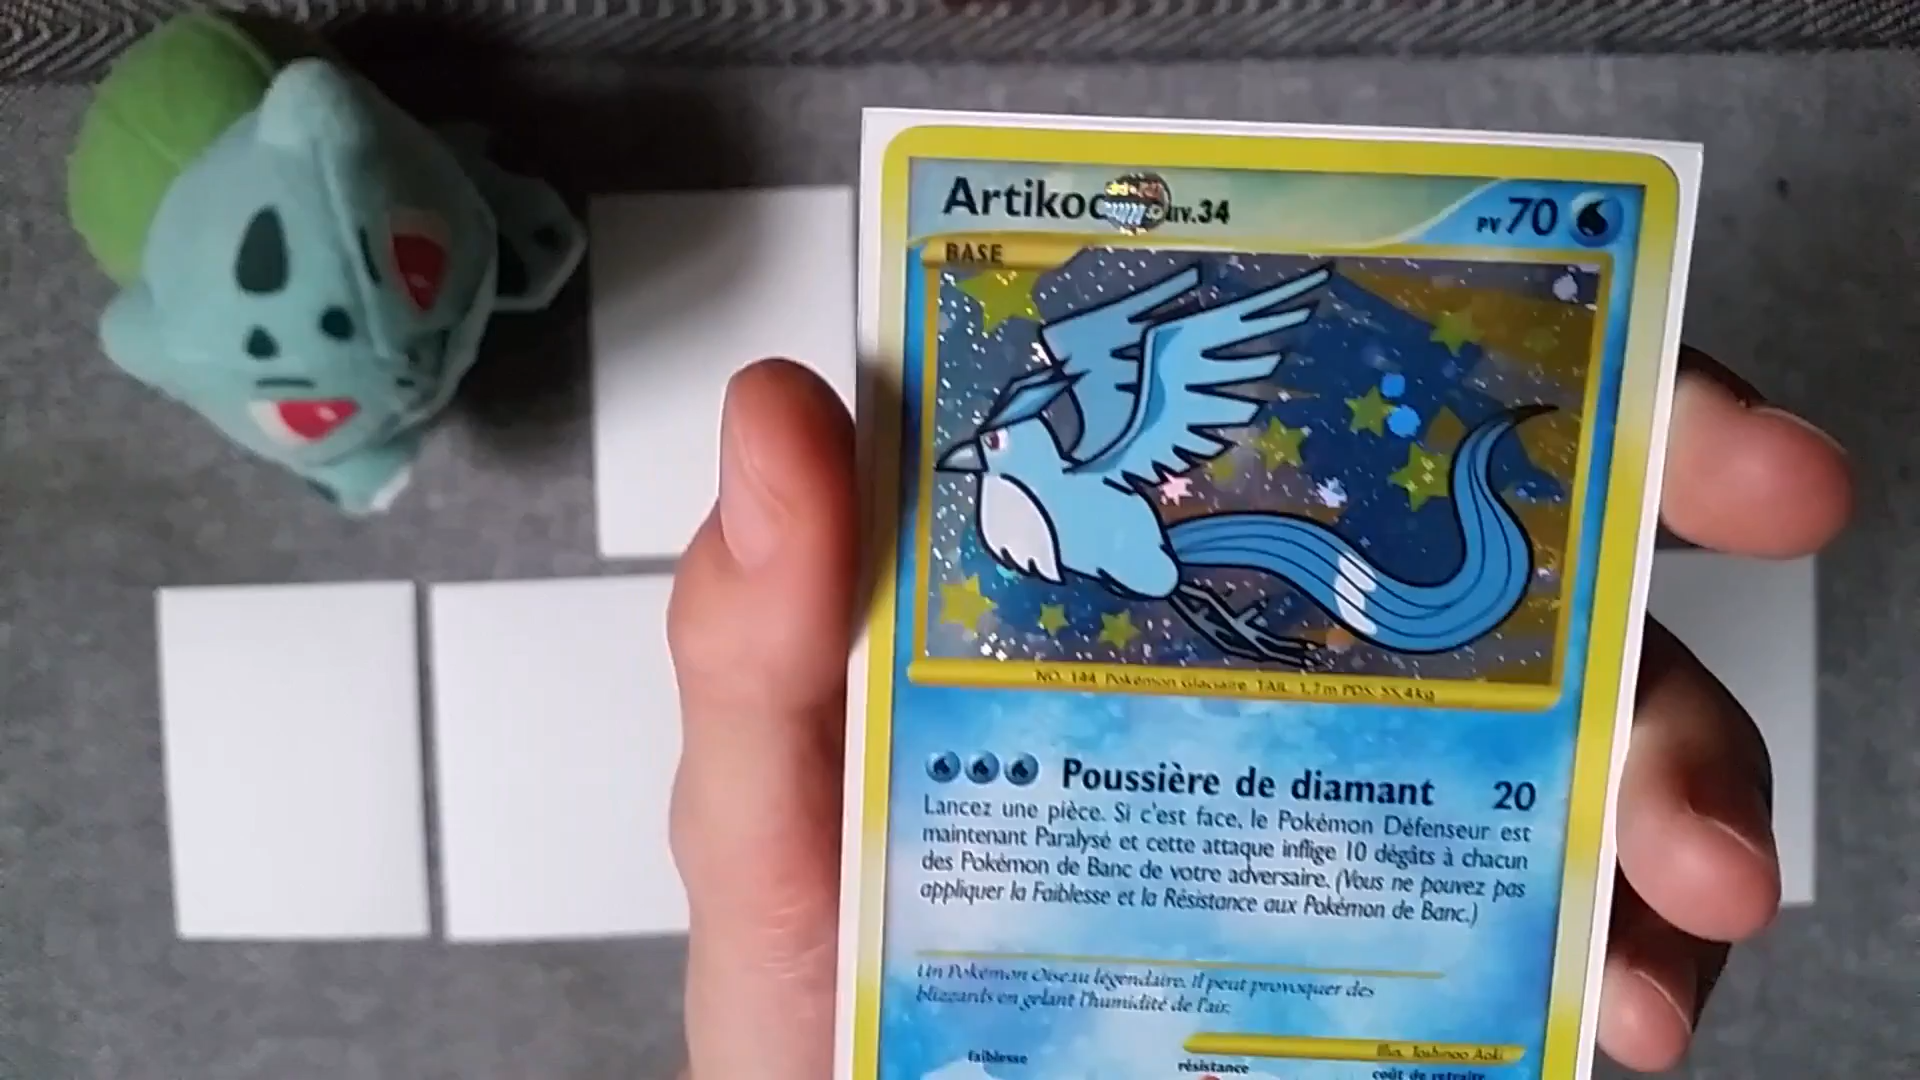 Artikod NIV.34
PV 70
BASE
NO. 144 Pokémon Glaciaire TAIL. 1,7m PDS. 55,4kg
Poussière de diamant 20
Lancez une pièce. Si c'est face, le Pokémon Défenseur est
maintenant Paralysé et cette attaque inflige 10 dégâts à chacun
des Pokémon de Banc de votre adversaire. (Vous ne pouvez pas
appliquer la Faiblesse et la Résistance aux Pokémon de Banc.)
Un Pokémon Oiseau légendaire. Il peut provoquer des
blizzards en gelant l'humidité de l'air.
Illus. Toshinao Aoki
faiblesse résistance coût de retraite